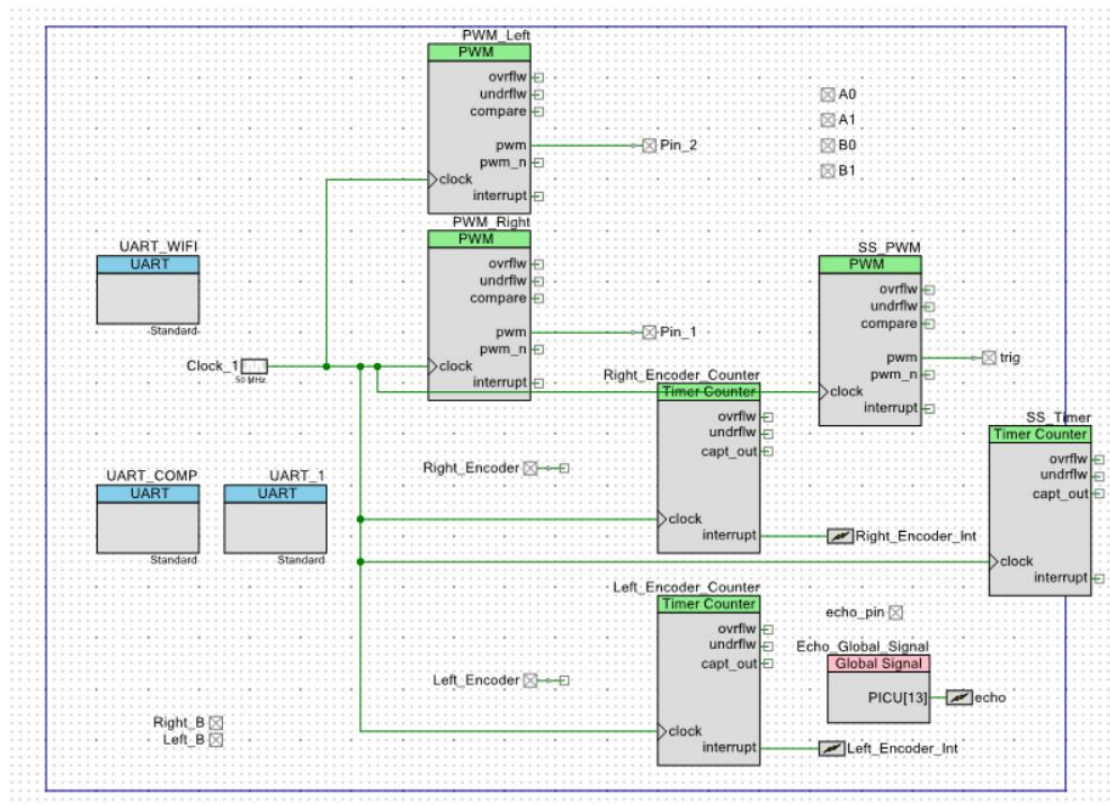 PWM_Left
PWM
ovrflw
undrflw
compare
pwm
pwm_n
clock
interrupt
Pin_2
A0
A1
B0
B1
PWM_Right
PWM
ovrflw
undrflw
compare
pwm
pwm_n
clock
interrupt
Pin_1
UART_WIFI
UART
Standard
Clock_1
50 MHz
SS_PWM
PWM
ovrflw
undrflw
compare
pwm
pwm_n
clock
interrupt
trig
Right_Encoder_Counter
Timer Counter
ovrflw
undrflw
capt_out
clock
interrupt
Right_Encoder
Right_Encoder_Int
SS_Timer
Timer Counter
ovrflw
undrflw
capt_out
clock
interrupt
UART_COMP
UART
Standard
UART_1
UART
Standard
Left_Encoder_Counter
Timer Counter
ovrflw
undrflw
capt_out
clock
interrupt
Left_Encoder
Left_Encoder_Int
echo_pin
Echo_Global_Signal
Global Signal
PICU[13]
echo
Right_B
Left_B